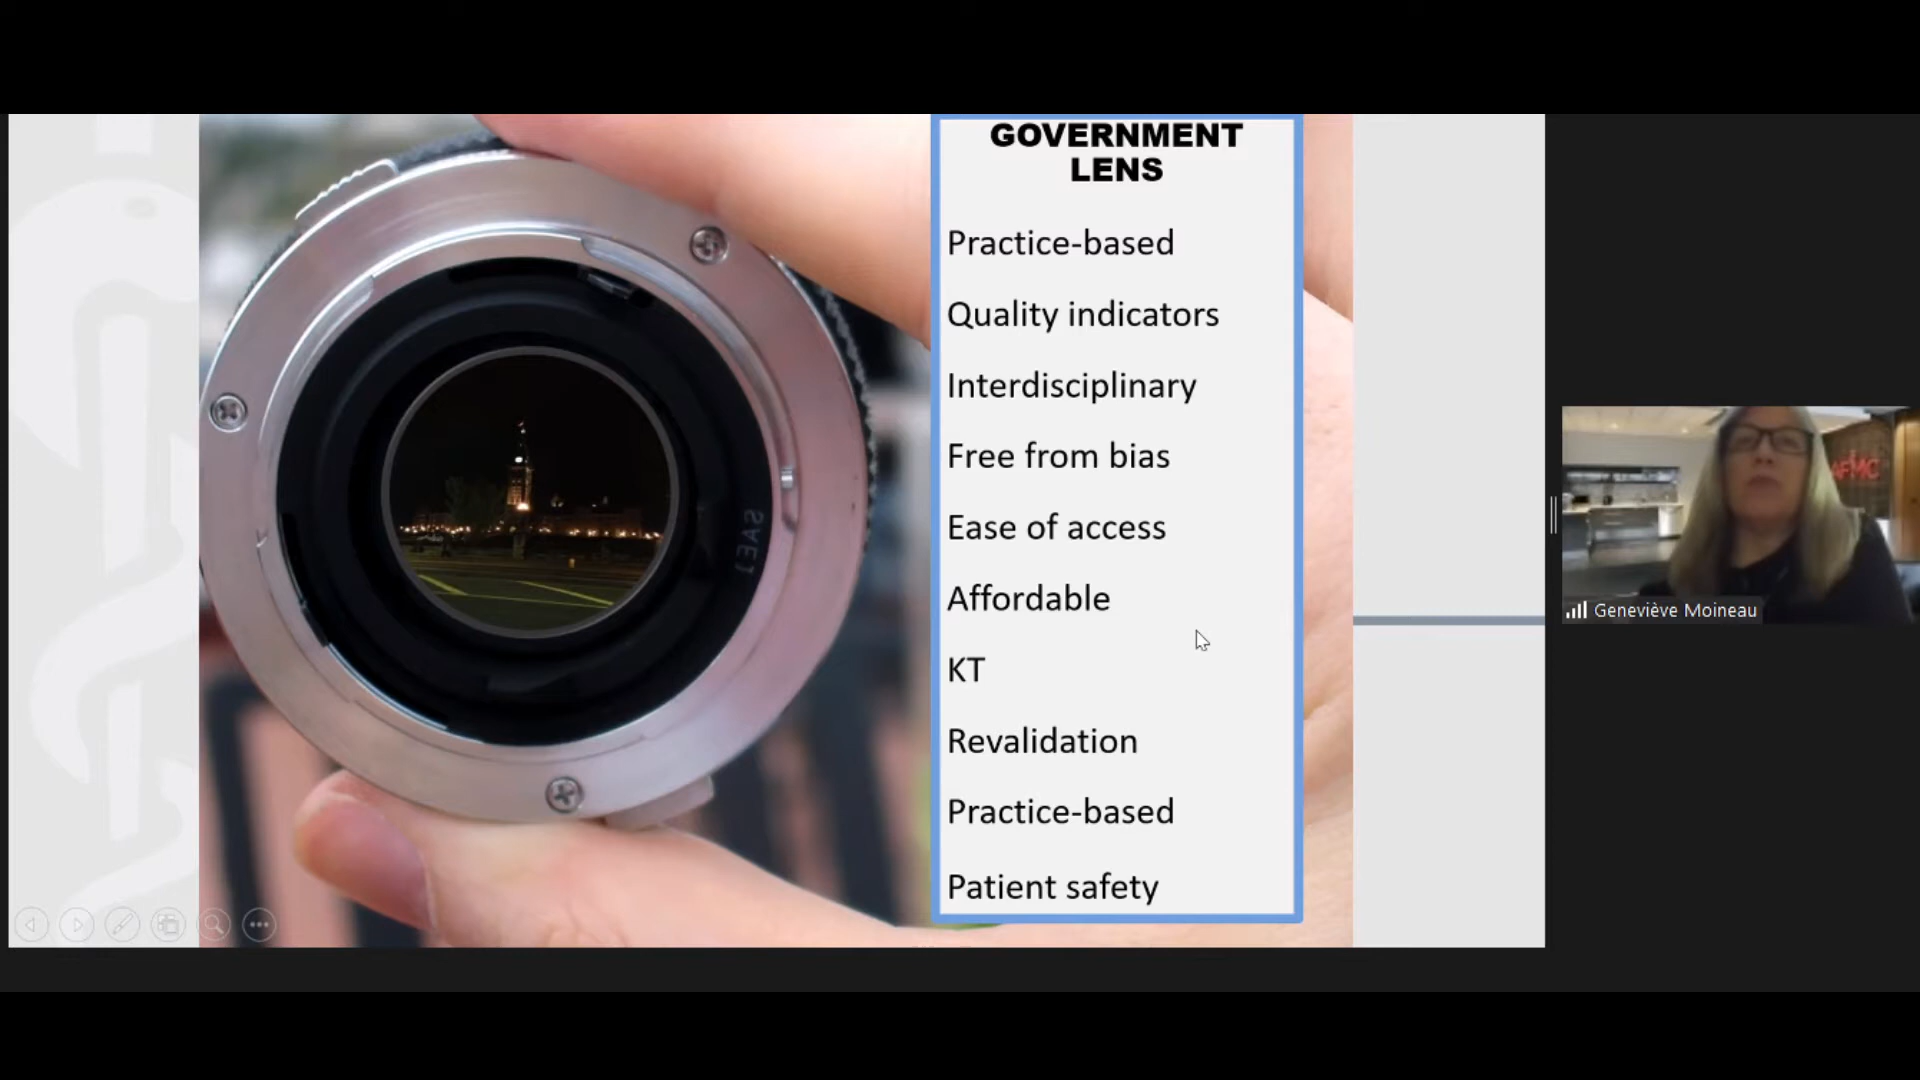 GOVERNMENT
LENS
Practice-based
Quality indicators
Interdisciplinary
Free from bias
Ease of access
Affordable
KT
Revalidation
Practice-based
Patient safety
AFMC
Geneviève Moineau